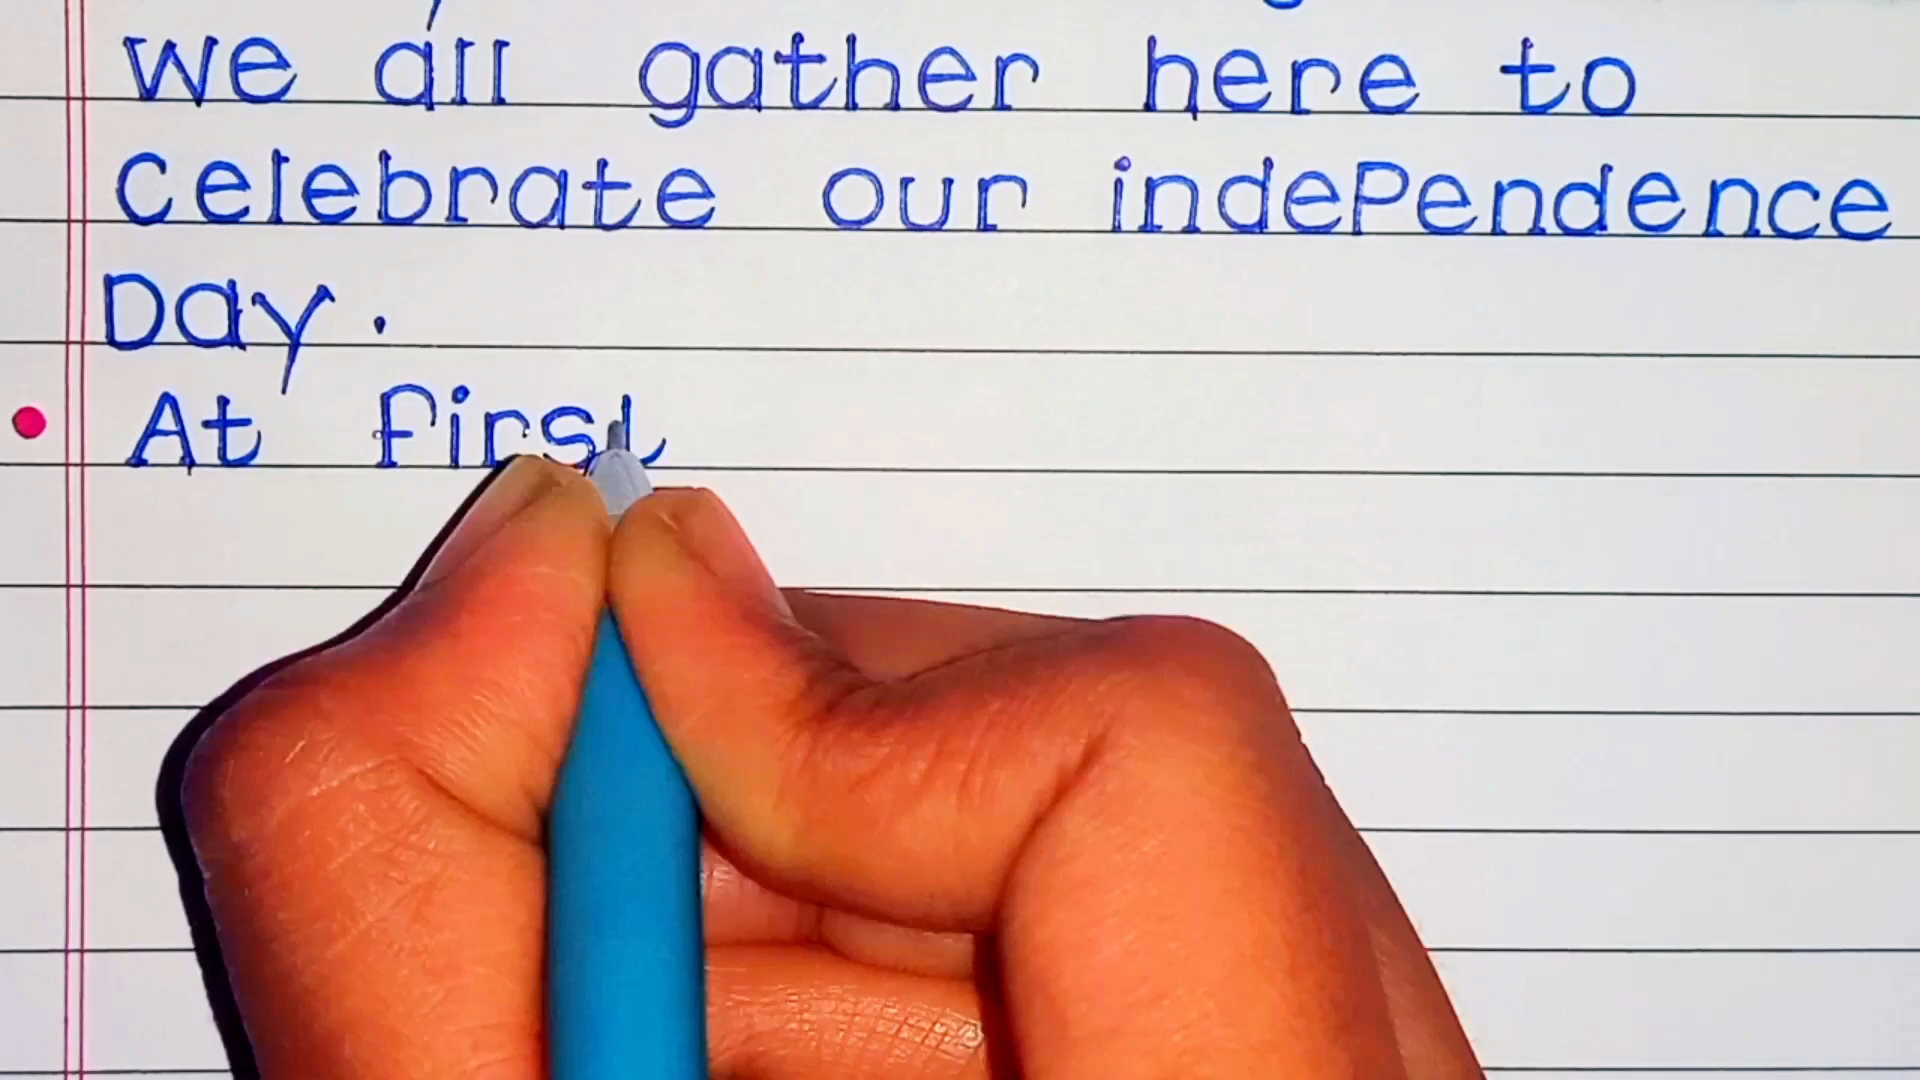 we all gather here to
celebrate our independence
Day.
At first